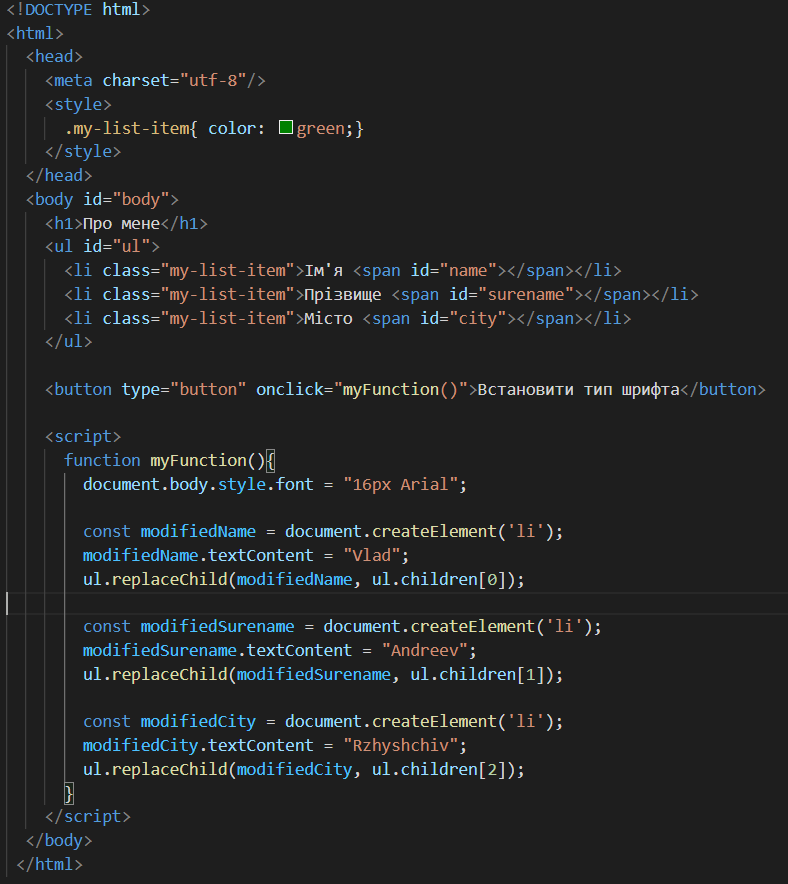 <!DOCTYPE html>
<html>
<head>
<meta charset="utf-8"/>
<style>
.my-list-item{ color: green;}
</style>
</head>
<body id="body">
<h1>Про мене</h1>
<ul id="ul">
<li class="my-list-item">Ім'я <span id="name"></span></li>
<li class="my-list-item">Прізвище <span id="surename"></span></li>
<li class="my-list-item">Місто <span id="city"></span></li>
</ul>
<button type="button" onclick="myFunction()">Встановити тип шрифта</button>
<script>
function myFunction(){
document.body.style.font = "16px Arial";
const modifiedName = document.createElement('li');
modifiedName.textContent = "Vlad";
ul.replaceChild(modifiedName, ul.children[0]);
const modifiedSurename = document.createElement('li');
modifiedSurename.textContent = "Andreev";
ul.replaceChild(modifiedSurename, ul.children[1]);
const modifiedCity = document.createElement('li');
modifiedCity.textContent = "Rzhyshchiv";
ul.replaceChild(modifiedCity, ul.children[2]);
}
</script>
</body>
</html>